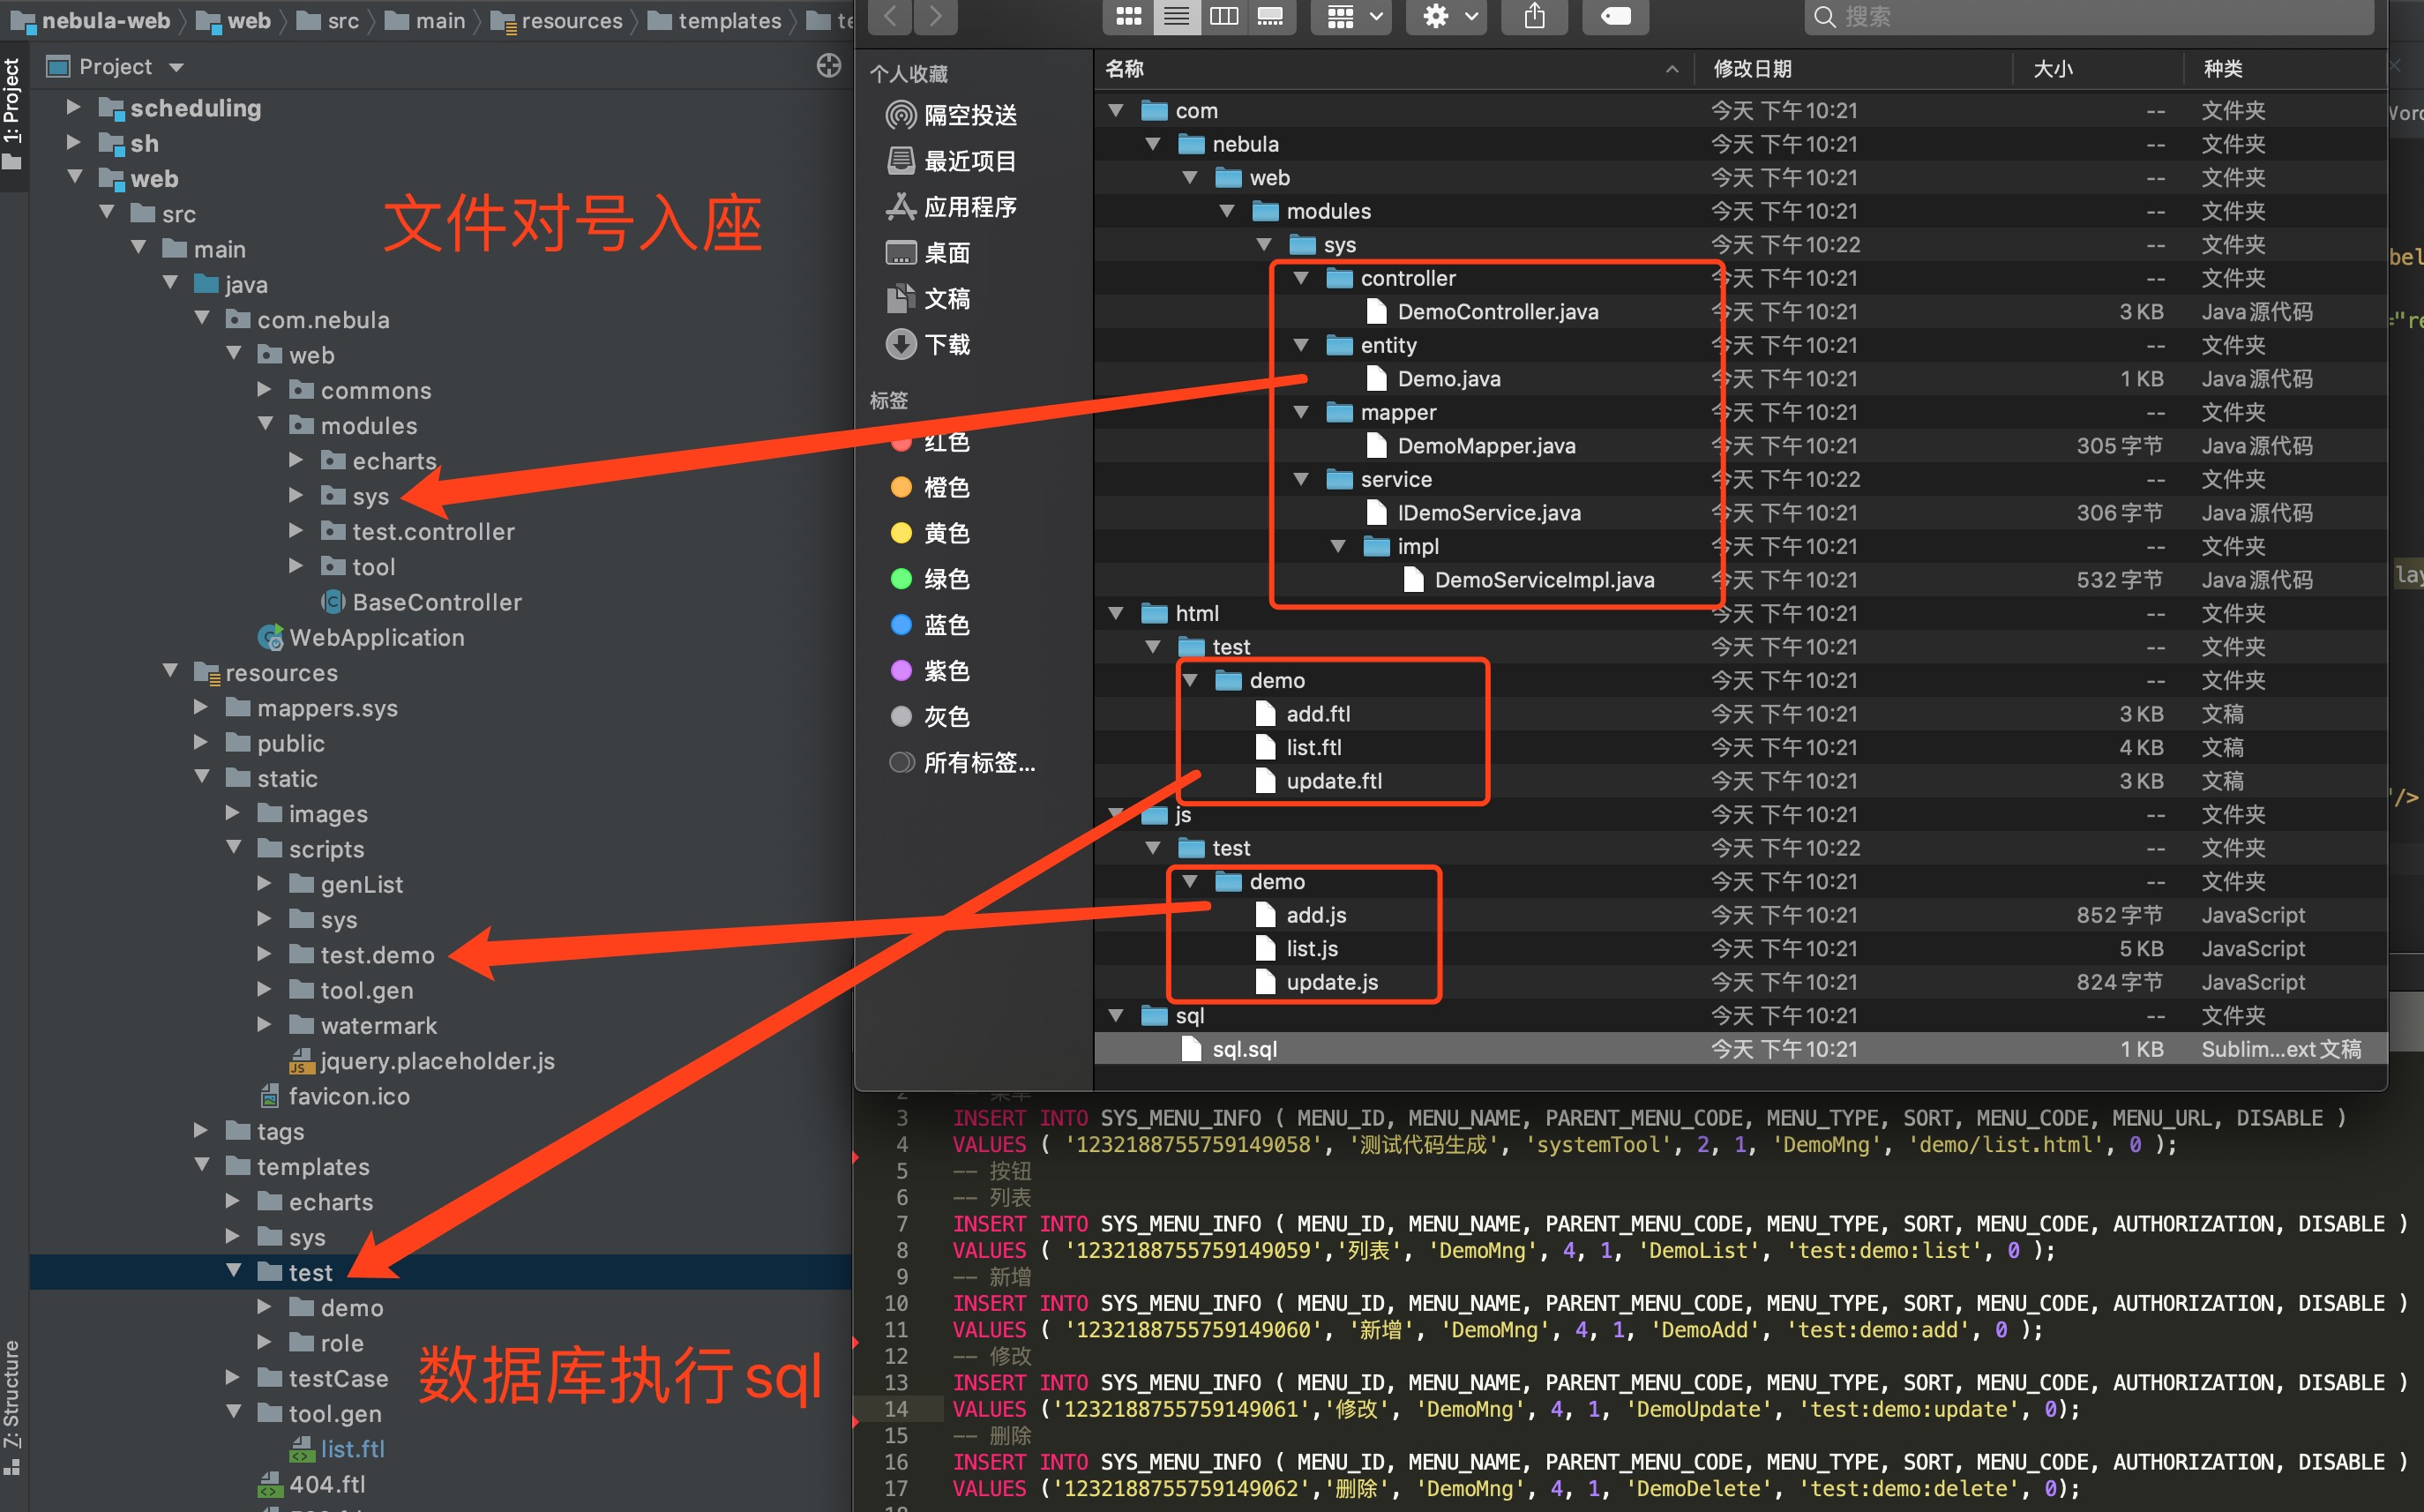 nebula-web 〉 web 〉 src 〉 main 〉 resources 〉 templates 〉 te
1: Project
Project
scheduling
sh
web
src
main
java
com.nebula
web
commons
modules
echarts
sys
test.controller
tool
BaseController
WebApplication
resources
mappers.sys
public
static
images
scripts
genList
sys
test.demo
tool.gen
watermark
jquery.placeholder.js
favicon.ico
tags
templates
echarts
sys
test
demo
role
testCase
tool.gen
list.ftl
404.ftl
Z: Structure
文件对号入座
数据库执行sql
搜索
个人收藏
隔空投送
最近项目
应用程序
桌面
文稿
下载
标签
红色
橙色
黄色
绿色
蓝色
紫色
灰色
所有标签...
名称 修改日期 大小 种类
com 今天 下午10:21 -- 文件夹
nebula 今天 下午10:21 -- 文件夹
web 今天 下午10:21 -- 文件夹
modules 今天 下午10:21 -- 文件夹
sys 今天 下午10:22 -- 文件夹
controller 今天 下午10:21 -- 文件夹
DemoController.java 今天 下午10:21 3 KB Java源代码
entity 今天 下午10:21 -- 文件夹
Demo.java 今天 下午10:21 1 KB Java源代码
mapper 今天 下午10:21 -- 文件夹
DemoMapper.java 今天 下午10:21 305字节 Java源代码
service 今天 下午10:22 -- 文件夹
IDemoService.java 今天 下午10:21 306字节 Java源代码
impl 今天 下午10:21 -- 文件夹
DemoServiceImpl.java 今天 下午10:21 532字节 Java源代码
html 今天 下午10:21 -- 文件夹
test 今天 下午10:21 -- 文件夹
demo 今天 下午10:21 -- 文件夹
add.ftl 今天 下午10:21 3 KB 文稿
list.ftl 今天 下午10:21 4 KB 文稿
update.ftl 今天 下午10:21 3 KB 文稿
js 今天 下午10:21 -- 文件夹
test 今天 下午10:22 -- 文件夹
demo 今天 下午10:21 -- 文件夹
add.js 今天 下午10:21 852字节 JavaScript
list.js 今天 下午10:21 5 KB JavaScript
update.js 今天 下午10:21 824字节 JavaScript
sql 今天 下午10:21 -- 文件夹
sql.sql 今天 下午10:21 1 KB Sublim...ext文稿
bel
="re
lay
"/>
3 INSERT INTO SYS_MENU_INFO ( MENU_ID, MENU_NAME, PARENT_MENU_CODE, MENU_TYPE, SORT, MENU_CODE, MENU_URL, DISABLE )
4 VALUES ( '1232188755759149058', '测试代码生成', 'systemTool', 2, 1, 'DemoMng', 'demo/list.html', 0 );
5 -- 按钮
6 -- 列表
7 INSERT INTO SYS_MENU_INFO ( MENU_ID, MENU_NAME, PARENT_MENU_CODE, MENU_TYPE, SORT, MENU_CODE, AUTHORIZATION, DISABLE )
8 VALUES ( '1232188755759149059','列表', 'DemoMng', 4, 1, 'DemoList', 'test:demo:list', 0 );
9 -- 新增
10 INSERT INTO SYS_MENU_INFO ( MENU_ID, MENU_NAME, PARENT_MENU_CODE, MENU_TYPE, SORT, MENU_CODE, AUTHORIZATION, DISABLE )
11 VALUES ( '1232188755759149060', '新增', 'DemoMng', 4, 1, 'DemoAdd', 'test:demo:add', 0 );
12 -- 修改
13 INSERT INTO SYS_MENU_INFO ( MENU_ID, MENU_NAME, PARENT_MENU_CODE, MENU_TYPE, SORT, MENU_CODE, AUTHORIZATION, DISABLE )
14 VALUES ('1232188755759149061','修改', 'DemoMng', 4, 1, 'DemoUpdate', 'test:demo:update', 0);
15 -- 删除
16 INSERT INTO SYS_MENU_INFO ( MENU_ID, MENU_NAME, PARENT_MENU_CODE, MENU_TYPE, SORT, MENU_CODE, AUTHORIZATION, DISABLE )
17 VALUES ('1232188755759149062','删除', 'DemoMng', 4, 1, 'DemoDelete', 'test:demo:delete', 0);